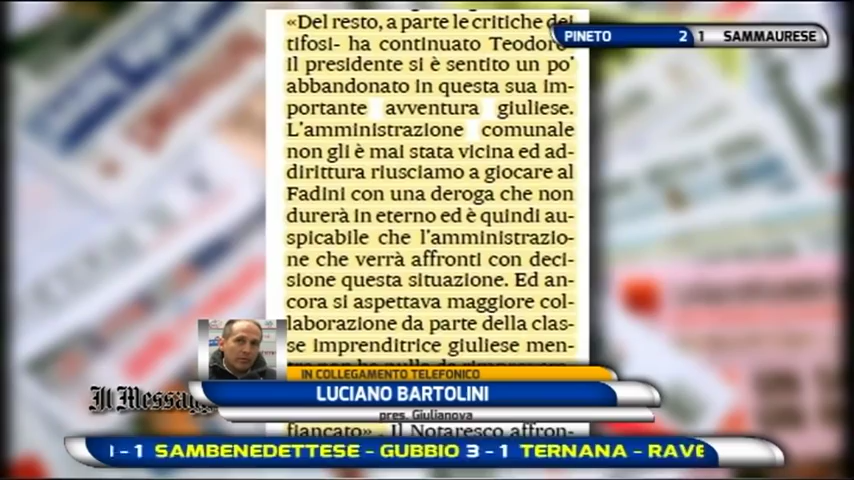 «Del resto, a parte le critiche dei
tifosi- ha continuato Teodoro-
il presidente si è sentito un po'
abbandonato in questa sua im-
portante avventura giuliese.
L'amministrazione comunale
non gli è mai stata vicina ed ad-
dirittura riusciamo a giocare al
Fadini con una deroga che non
durerà in eterno ed è quindi au-
spicabile che l'amministrazio-
ne che verrà affronti con deci-
sione questa situazione. Ed an-
cora si aspettava maggiore col-
laborazione da parte della clas-
se imprenditrice giuliese men-
fiancato». Il Notaresco affron-
PINETO 2 1 SAMMAURESE
IN COLLEGAMENTO TELEFONICO
LUCIANO BARTOLINI
pres. Giulianova
Il Messagg
- 1 SAMBENEDETTESE - GUBBIO 3 - 1 TERNANA - RAVE